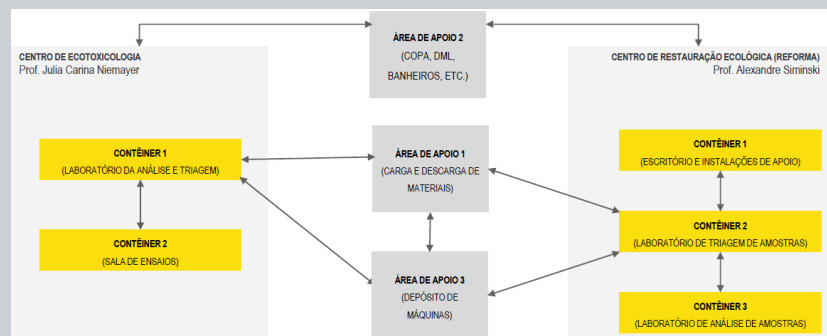 ÁREA DE APOIO 2
(COPA, DML,
BANHEIROS, ETC.)
CENTRO DE ECOTOXICOLOGIA
Prof. Julia Carina Niemayer
CENTRO DE RESTAURAÇÃO ECOLÓGICA (REFORMA)
Prof. Alexandre Siminski
CONTÊINER 1
(LABORATÓRIO DA ANÁLISE E TRIAGEM)
CONTÊINER 2
(SALA DE ENSAIOS)
ÁREA DE APOIO 1
(CARGA E DESCARGA DE
MATERIAIS)
ÁREA DE APOIO 3
(DEPÓSITO DE
MÁQUINAS)
CONTÊINER 1
(ESCRITÓRIO E INSTALAÇÕES DE APOIO)
CONTÊINER 2
(LABORATÓRIO DE TRIAGEM DE AMOSTRAS)
CONTÊINER 3
(LABORATÓRIO DE ANÁLISE DE AMOSTRAS)